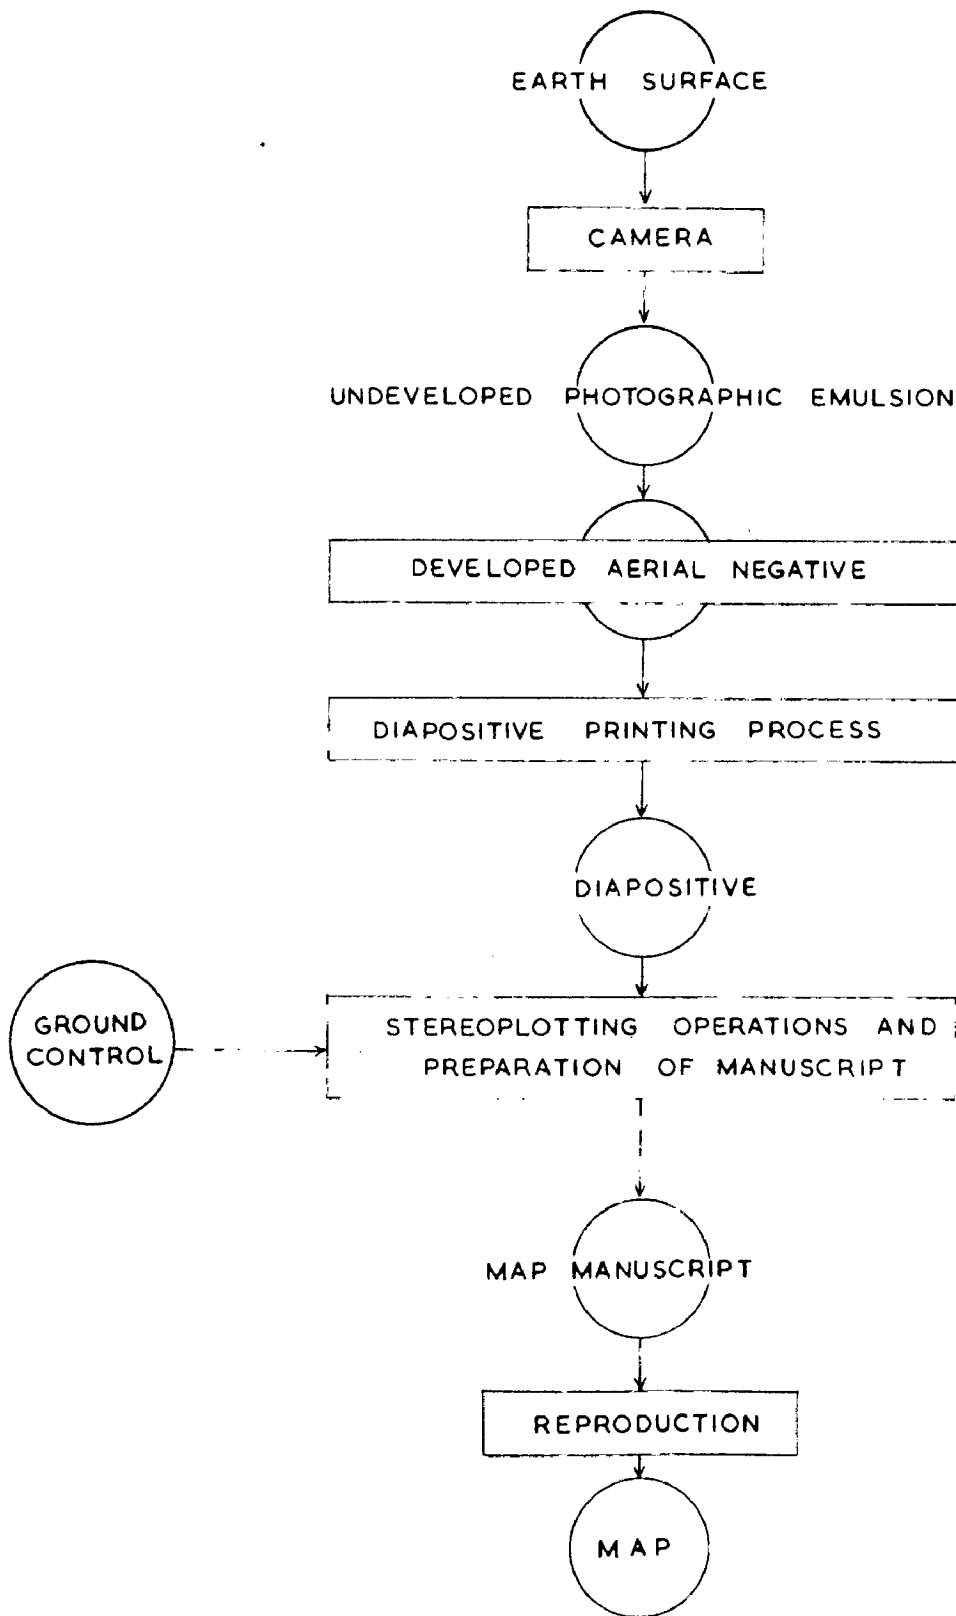 EARTH SURFACE
CAMERA
UNDEVELOPED PHOTOGRAPHIC EMULSION
DEVELOPED AERIAL NEGATIVE
DIAPOSITIVE PRINTING PROCESS
DIAPOSITIVE
GROUND
CONTROL
STEREOPLOTTING OPERATIONS AND
PREPARATION OF MANUSCRIPT
MAP MANUSCRIPT
REPRODUCTION
MAP